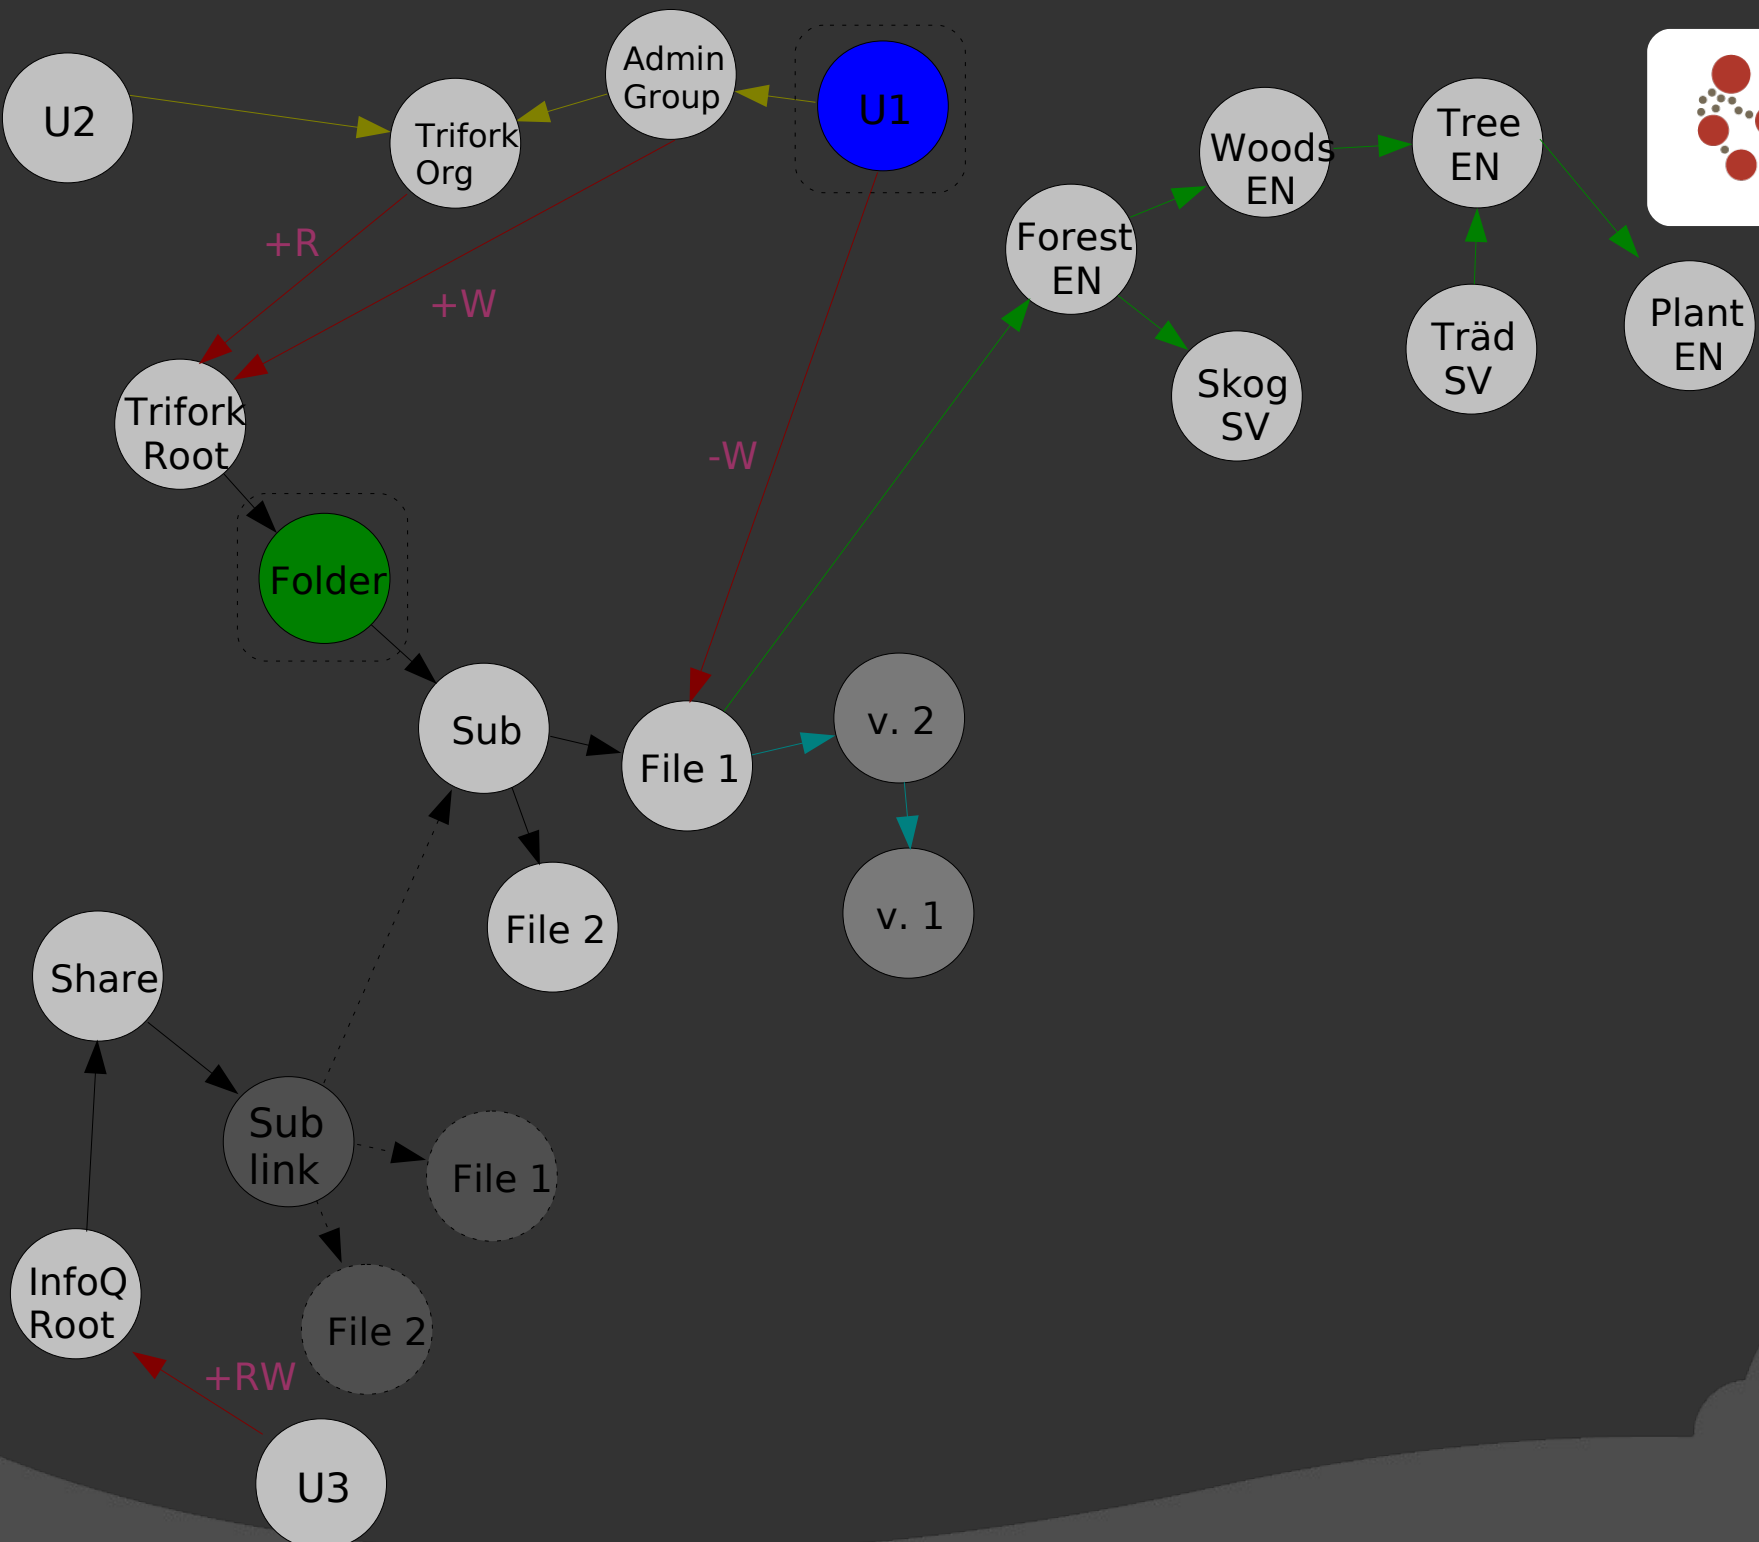 Admin
Group
U1
U2
Trifork
Org
Tree
EN
Woods
EN
Forest
EN
+R
+W
Plant
EN
Träd
SV
Skog
SV
Trifork
Root
-W
Folder
Sub
File 1
v. 2
File 2
v. 1
Share
Sub
link
File 1
InfoQ
Root
File 2
+RW
U3